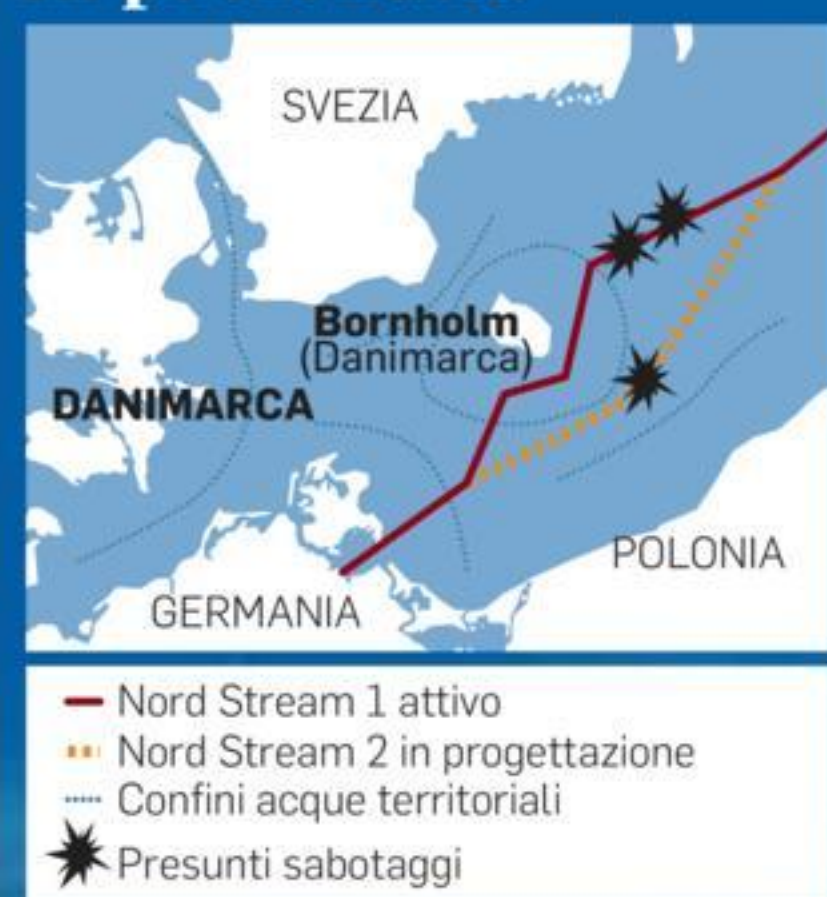 SVEZIA
Bornholm
(Danimarca)
DANIMARCA
POLONIA
GERMANIA
Nord Stream 1 attivo
Nord Stream 2 in progettazione
Confini acque territoriali
Presunti sabotaggi